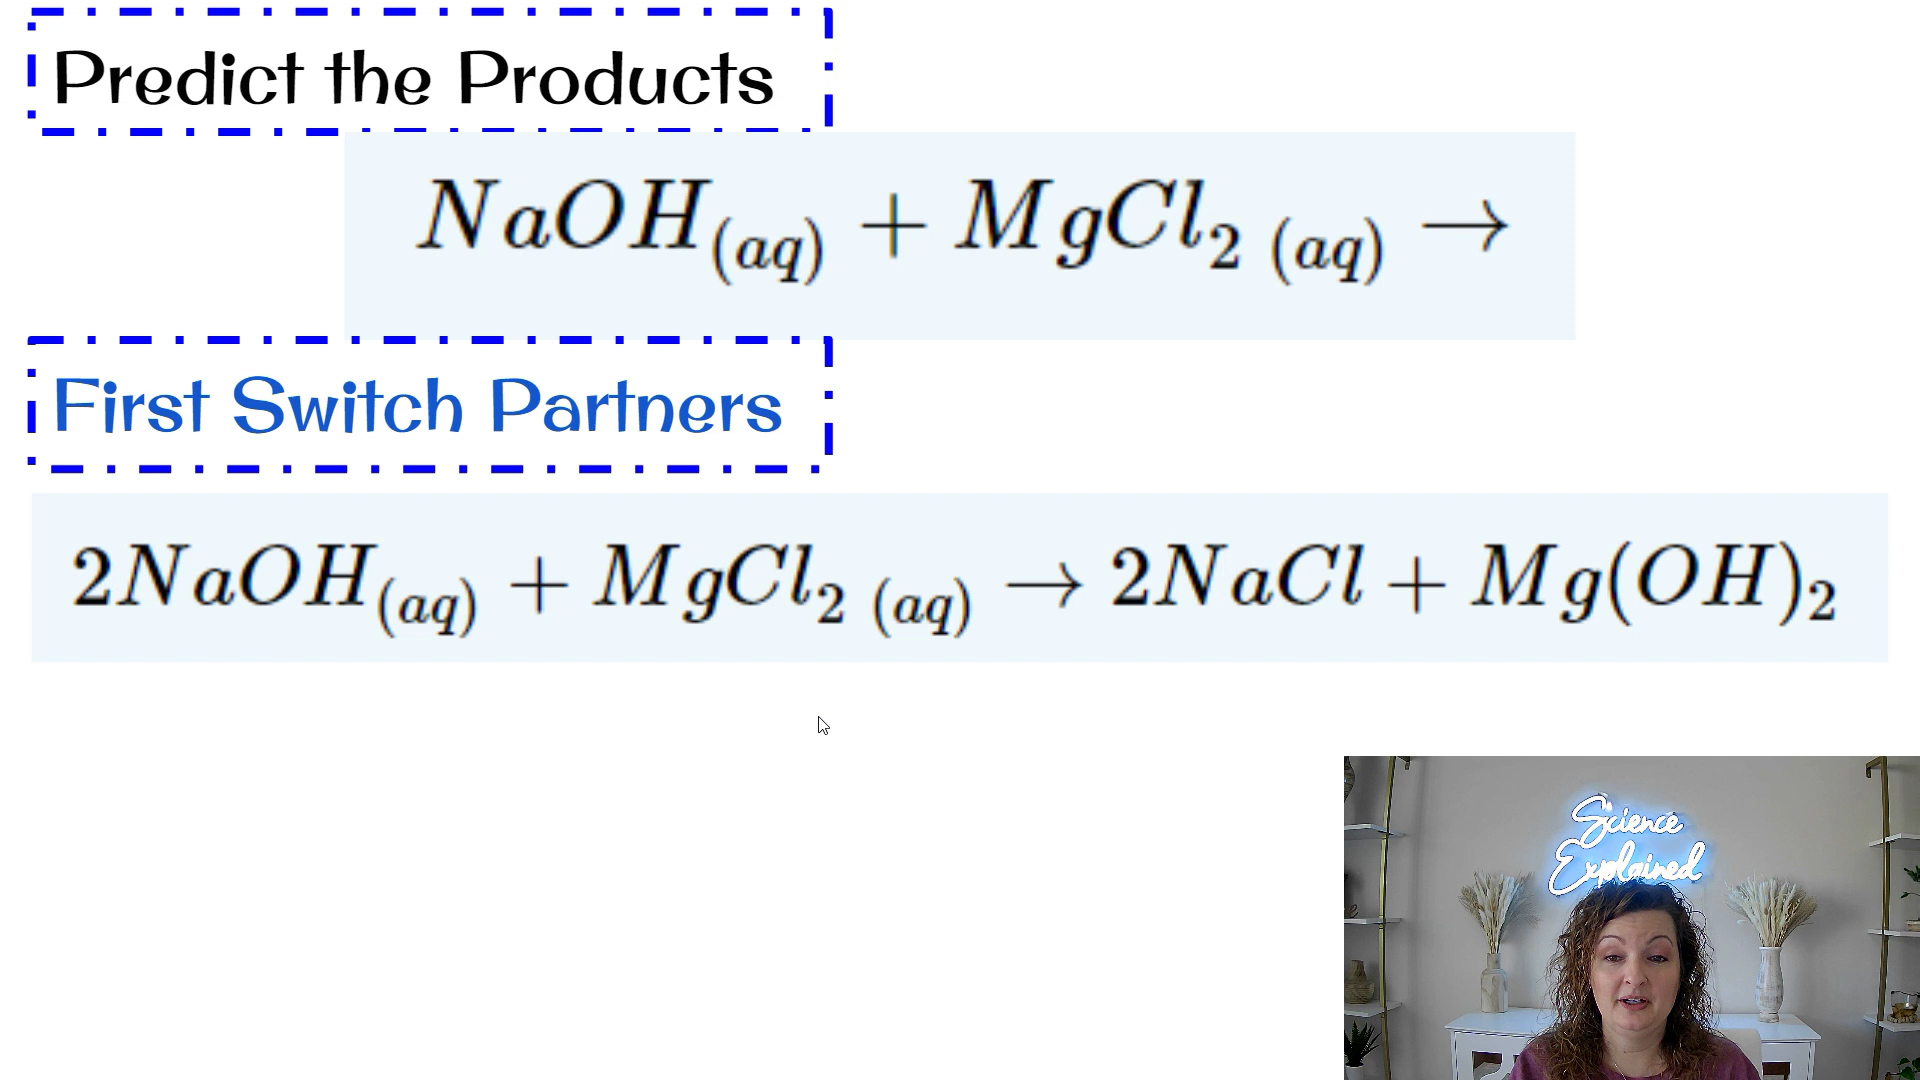 Predict the Products
NaOH(aq) + MgCl₂ (aq) →
First Switch Partners
2NaOH(aq) + MgCl₂ (aq) → 2NaCl + Mg(OH)₂
Science
Explained